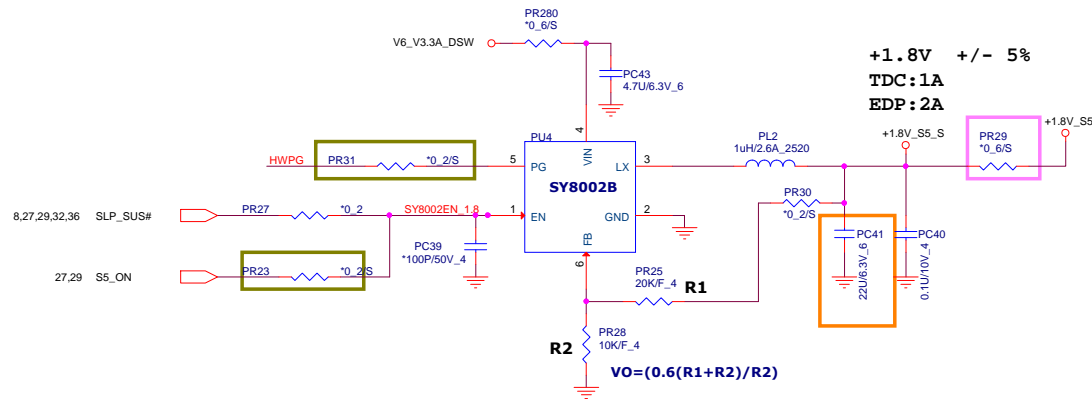 PR280
*0_6/S
V6_V3.3A_DSW
PC43
4.7U/6.3V_6
+1.8V +/- 5%
TDC:1A
EDP:2A
+1.8V_S5_S
+1.8V_S5
PR29
*0_6/S
PU4
4
VIN
PL2
1uH/2.6A_2520
HWPG
PR31
*0_2/S
5
PG
LX
3
SY8002B
PR30
*0_2/S
8,27,29,32,36
SLP_SUS#
PR27
*0_2
SY8002EN_1.8
1
EN
GND
2
FB
6
PC39
*100P/50V_4
PC41
22U/6.3V_6
PC40
0.1U/10V_4
27,29
S5_ON
PR23
*0_2/S
PR25
20K/F_4
R1
R2
PR28
10K/F_4
VO=(0.6(R1+R2)/R2)